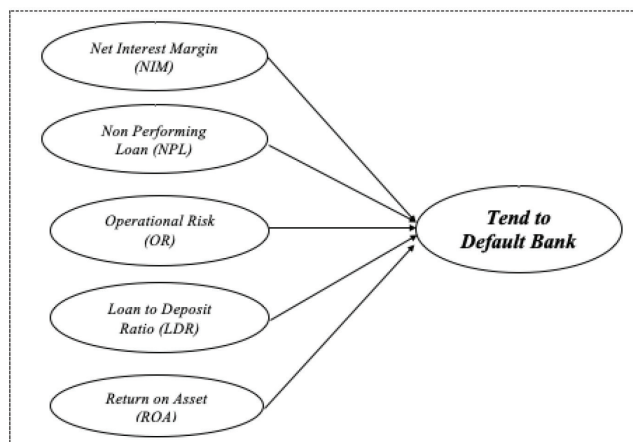 Net Interest Margin
(NIM)
Non Performing
Loan (NPL)
Operational Risk
(OR)
Tend to
Default Bank
Loan to Deposit
Ratio (LDR)
Return on Asset
(ROA)